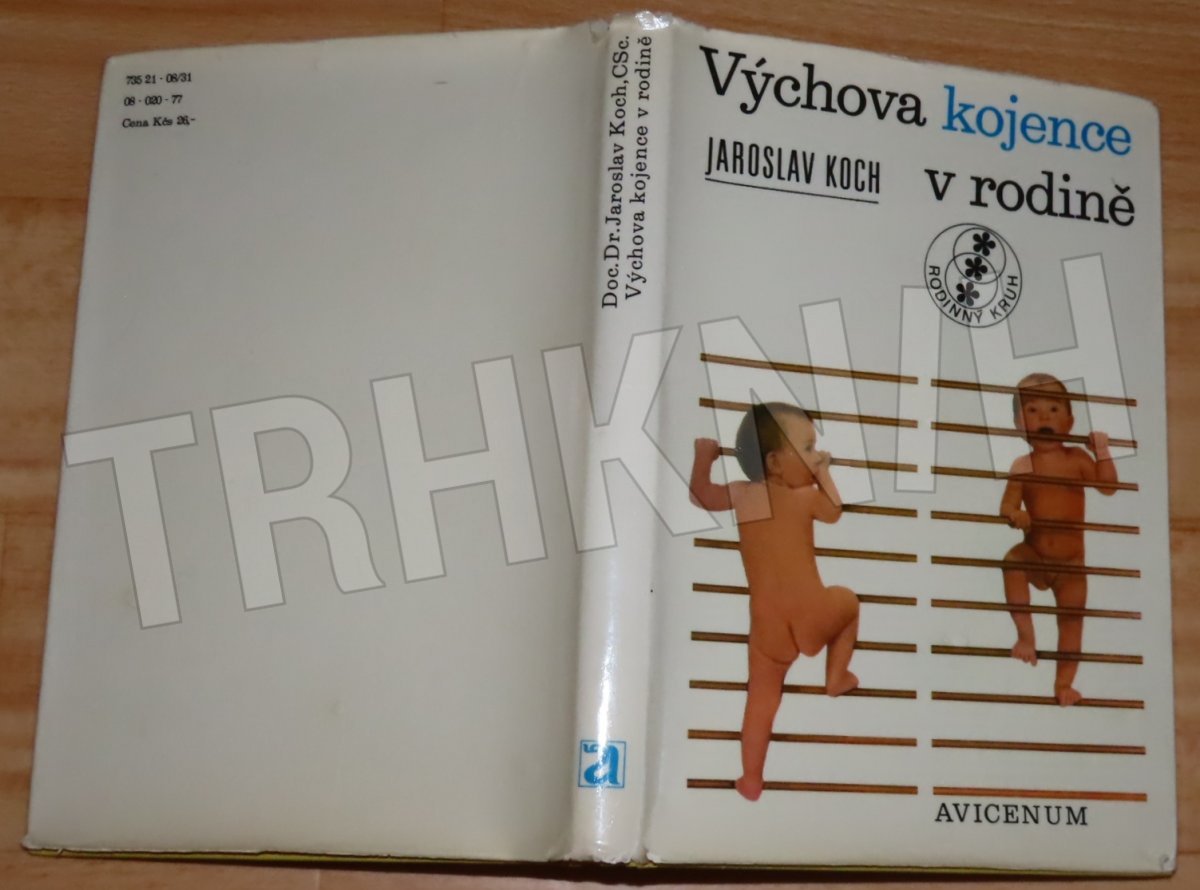 735 21 - 08/31
08 - 020 - 77
Cena Kčs 26,-
Doc. Dr. Jaroslav Koch, CSc.
Výchova kojence v rodině
a
Výchova kojence
v rodině
JAROSLAV KOCH
RODINNÝ KRUH
AVICENUM
TRHKNIH